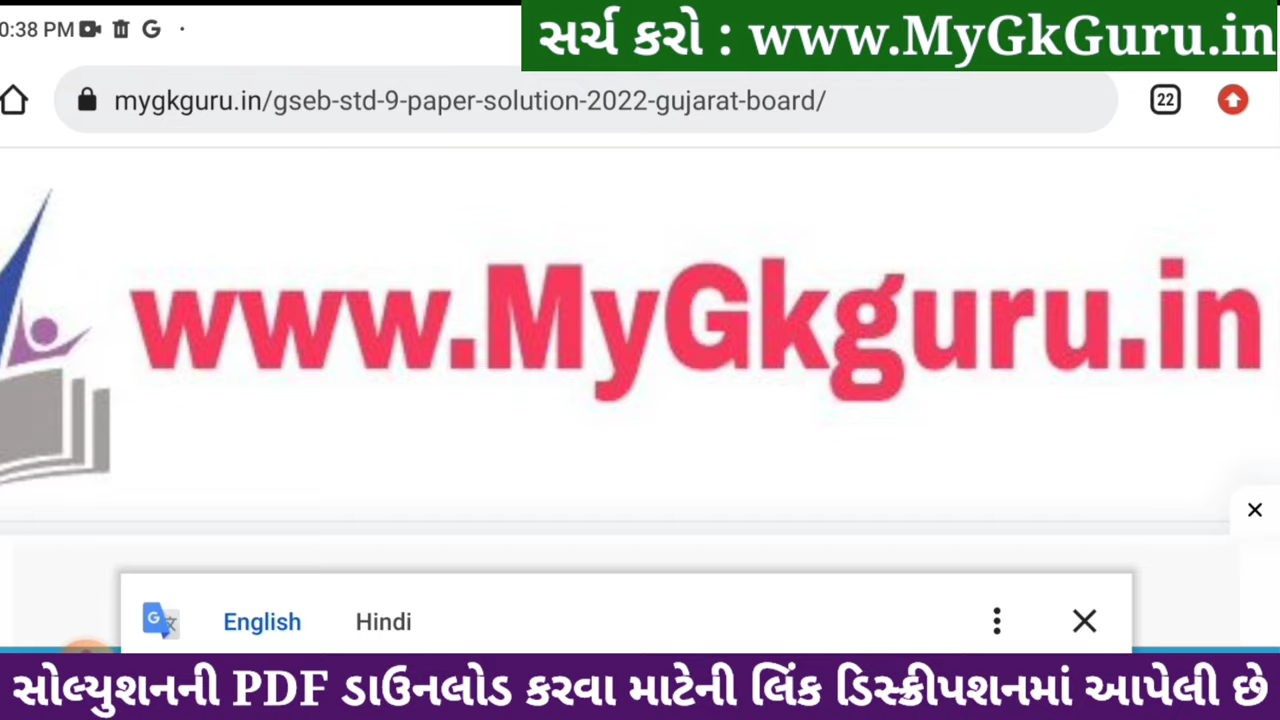 સર્ચ કરો : www.MyGkGuru.in
0:38 PM
mygkguru.in/gseb-std-9-paper-solution-2022-gujarat-board/
22
www.MyGkguru.in
English Hindi
સોલ્યુશનની PDF ડાઉનલોડ કરવા માટેની લિંક ડિસ્ક્રીપશનમાં આપેલી છે